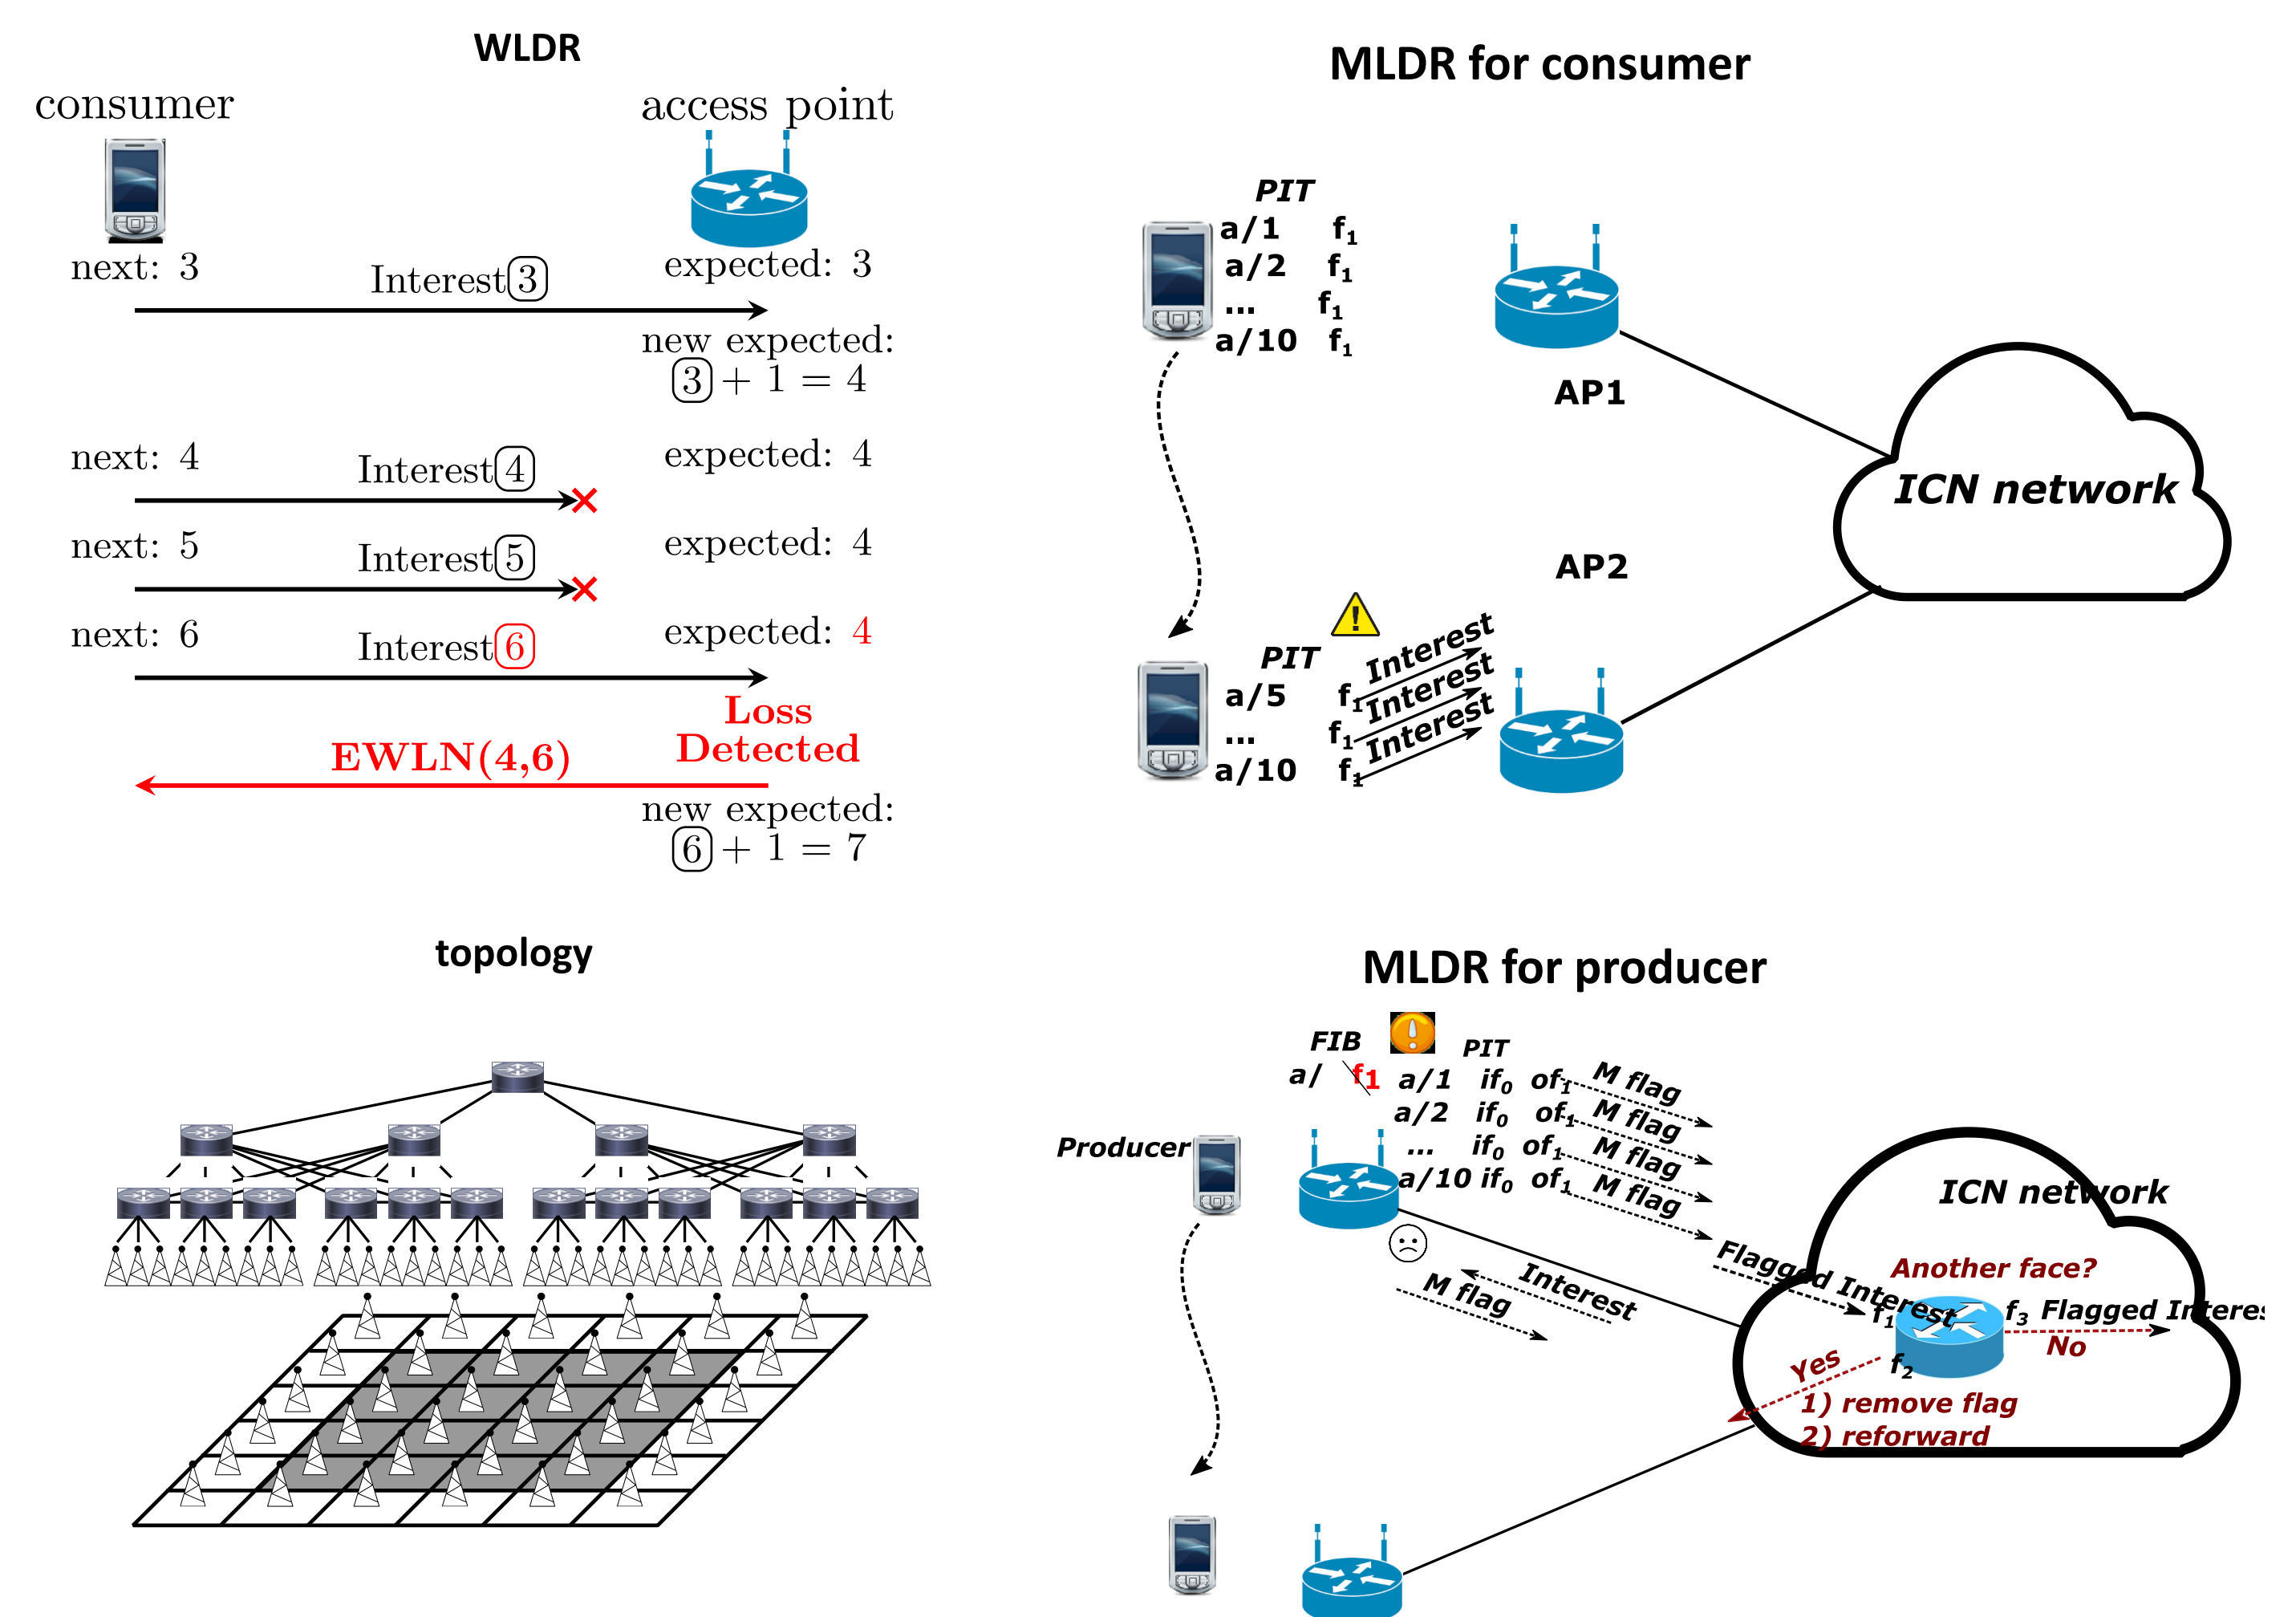 WLDR
consumer
access point
next: 3
Interest 3
expected: 3
new expected:
3 + 1 = 4
next: 4
Interest 4
expected: 4
next: 5
Interest 5
expected: 4
next: 6
Interest 6
expected: 4
Loss
Detected
EWLN(4,6)
new expected:
6 + 1 = 7
MLDR for consumer
PIT
a/1 f1
a/2 f1
... f1
a/10 f1
AP1
ICN network
AP2
PIT
a/5 f1 Interest
... f1 Interest
a/10 f1 Interest
topology
MLDR for producer
FIB
a/ f1
PIT
a/1 if0 of1 M flag
a/2 if0 of1 M flag
... if0 of1 M flag
a/10 if0 of1 M flag
Producer
ICN network
Flagged Interest
Another face?
Interest
M flag
f1
f3 Flagged Interes
No
f2
Yes
1) remove flag
2) reforward